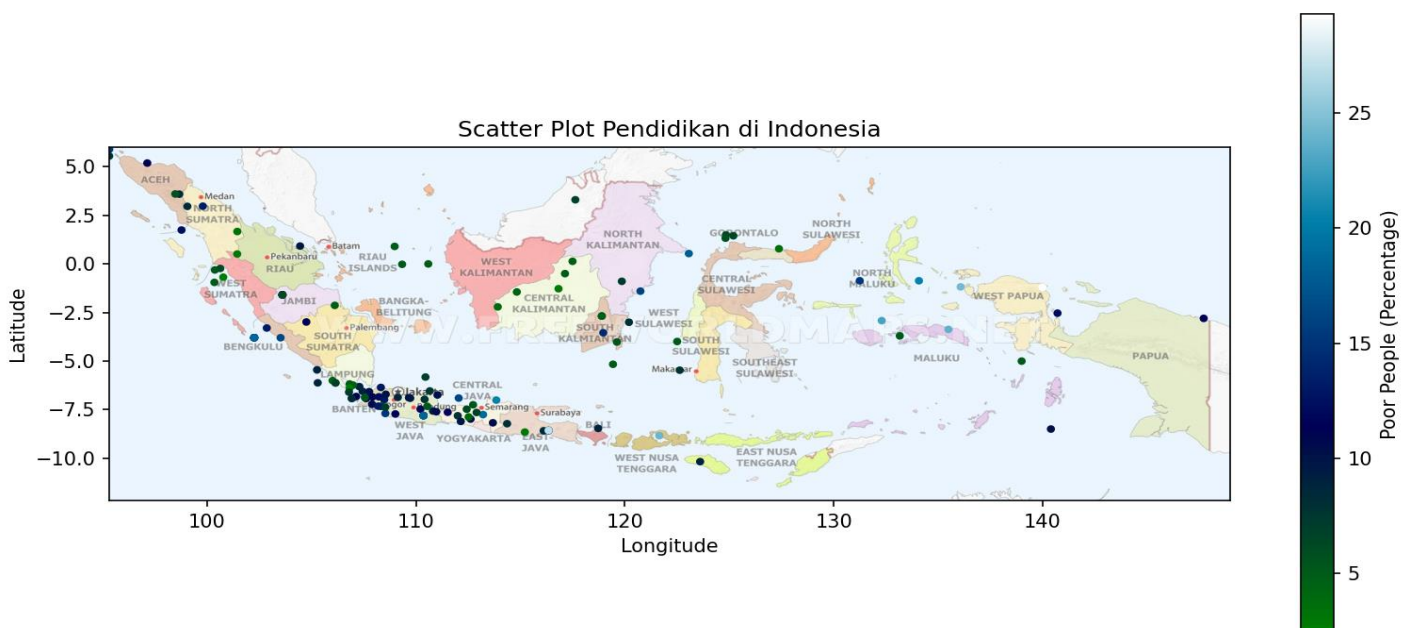 Scatter Plot Pendidikan di Indonesia
5.0
2.5
0.0
−2.5
−5.0
−7.5
−10.0
Latitude
100
110
120
130
140
Longitude
25
20
15
10
5
Poor People (Percentage)
ACEH
Medan
NORTH
SUMATRA
Batam
Pekanbaru
RIAU
RIAU
ISLANDS
WEST
SUMATRA
JAMBI
BANGKA-
BELITUNG
Palembang
SOUTH
SUMATRA
BENGKULU
LAMPUNG
Jakarta
BANTEN
WEST
JAVA
CENTRAL
JAVA
Semarang
YOGYAKARTA
Surabaya
EAST
JAVA
BALI
WEST NUSA
TENGGARA
EAST NUSA
TENGGARA
WEST
KALIMANTAN
NORTH
KALIMANTAN
CENTRAL
KALIMANTAN
SOUTH
KALMIANTAN
GORONTALO
NORTH
SULAWESI
CENTRAL
SULAWESI
WEST
SULAWESI
SOUTH
SULAWESI
Makassar
SOUTHEAST
SULAWESI
NORTH
MALUKU
MALUKU
WEST PAPUA
PAPUA